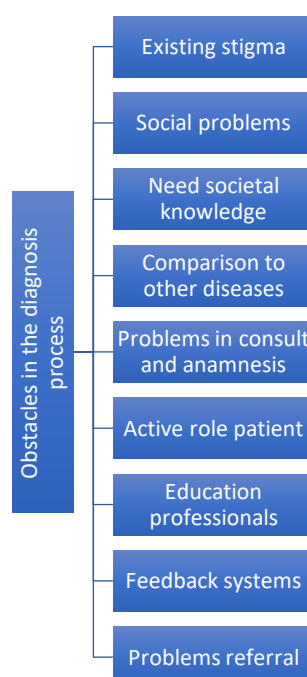 Obstacles in the diagnosis
process
Existing stigma
Social problems
Need societal
knowledge
Comparison to
other diseases
Problems in consult
and anamnesis
Active role patient
Education
professionals
Feedback systems
Problems referral